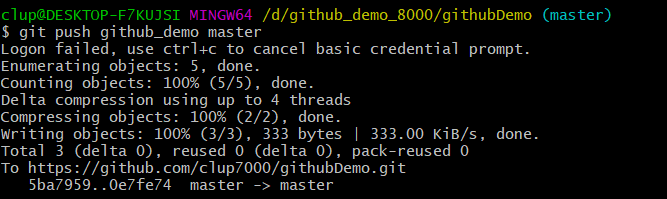 clup@DESKTOP-F7KUJSI MINGW64 /d/github_demo_8000/githubDemo (master)
$ git push github_demo master
Logon failed, use ctrl+c to cancel basic credential prompt.
Enumerating objects: 5, done.
Counting objects: 100% (5/5), done.
Delta compression using up to 4 threads
Compressing objects: 100% (2/2), done.
Writing objects: 100% (3/3), 333 bytes | 333.00 KiB/s, done.
Total 3 (delta 0), reused 0 (delta 0), pack-reused 0
To https://github.com/clup7000/githubDemo.git
   5ba7959..0e7fe74  master -> master